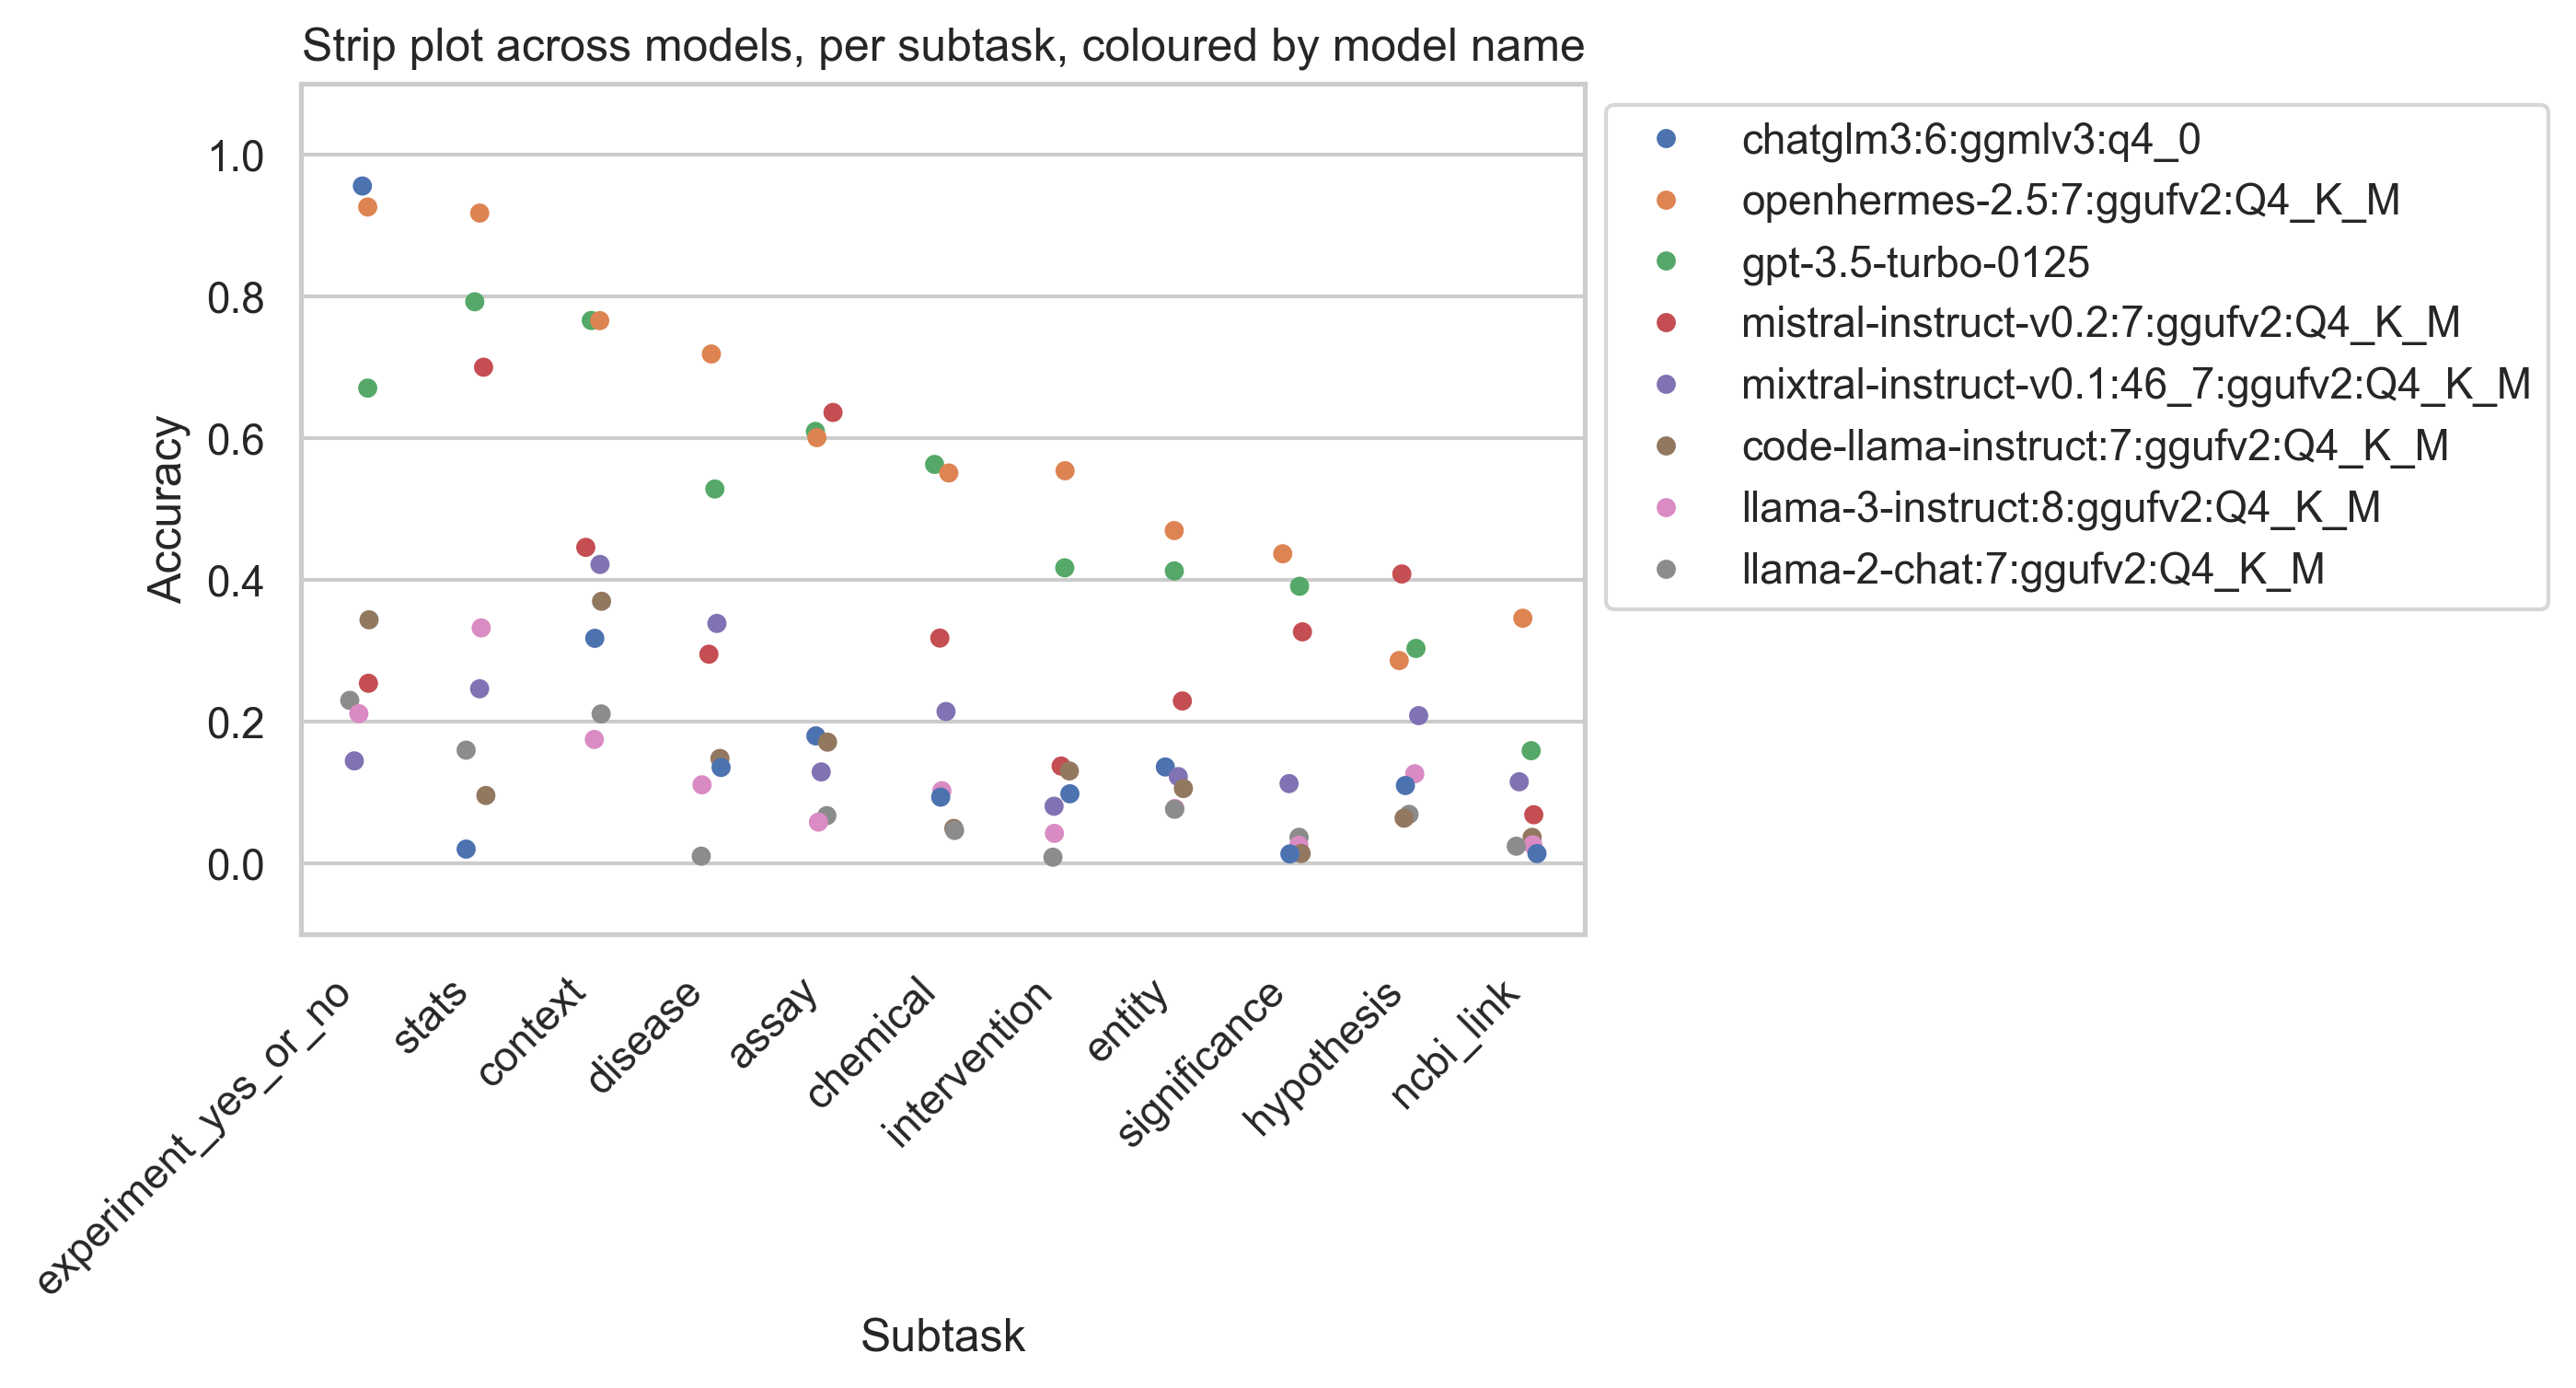 Strip plot across models, per subtask, coloured by model name
1.0
0.8
0.6
0.4
0.2
0.0
Accuracy
experiment_yes_or_no
stats
context
disease
assay
chemical
intervention
entity
significance
hypothesis
ncbi_link
Subtask
chatglm3:6:ggmlv3:q4_0
openhermes-2.5:7:ggufv2:Q4_K_M
gpt-3.5-turbo-0125
mistral-instruct-v0.2:7:ggufv2:Q4_K_M
mixtral-instruct-v0.1:46_7:ggufv2:Q4_K_M
code-llama-instruct:7:ggufv2:Q4_K_M
llama-3-instruct:8:ggufv2:Q4_K_M
llama-2-chat:7:ggufv2:Q4_K_M